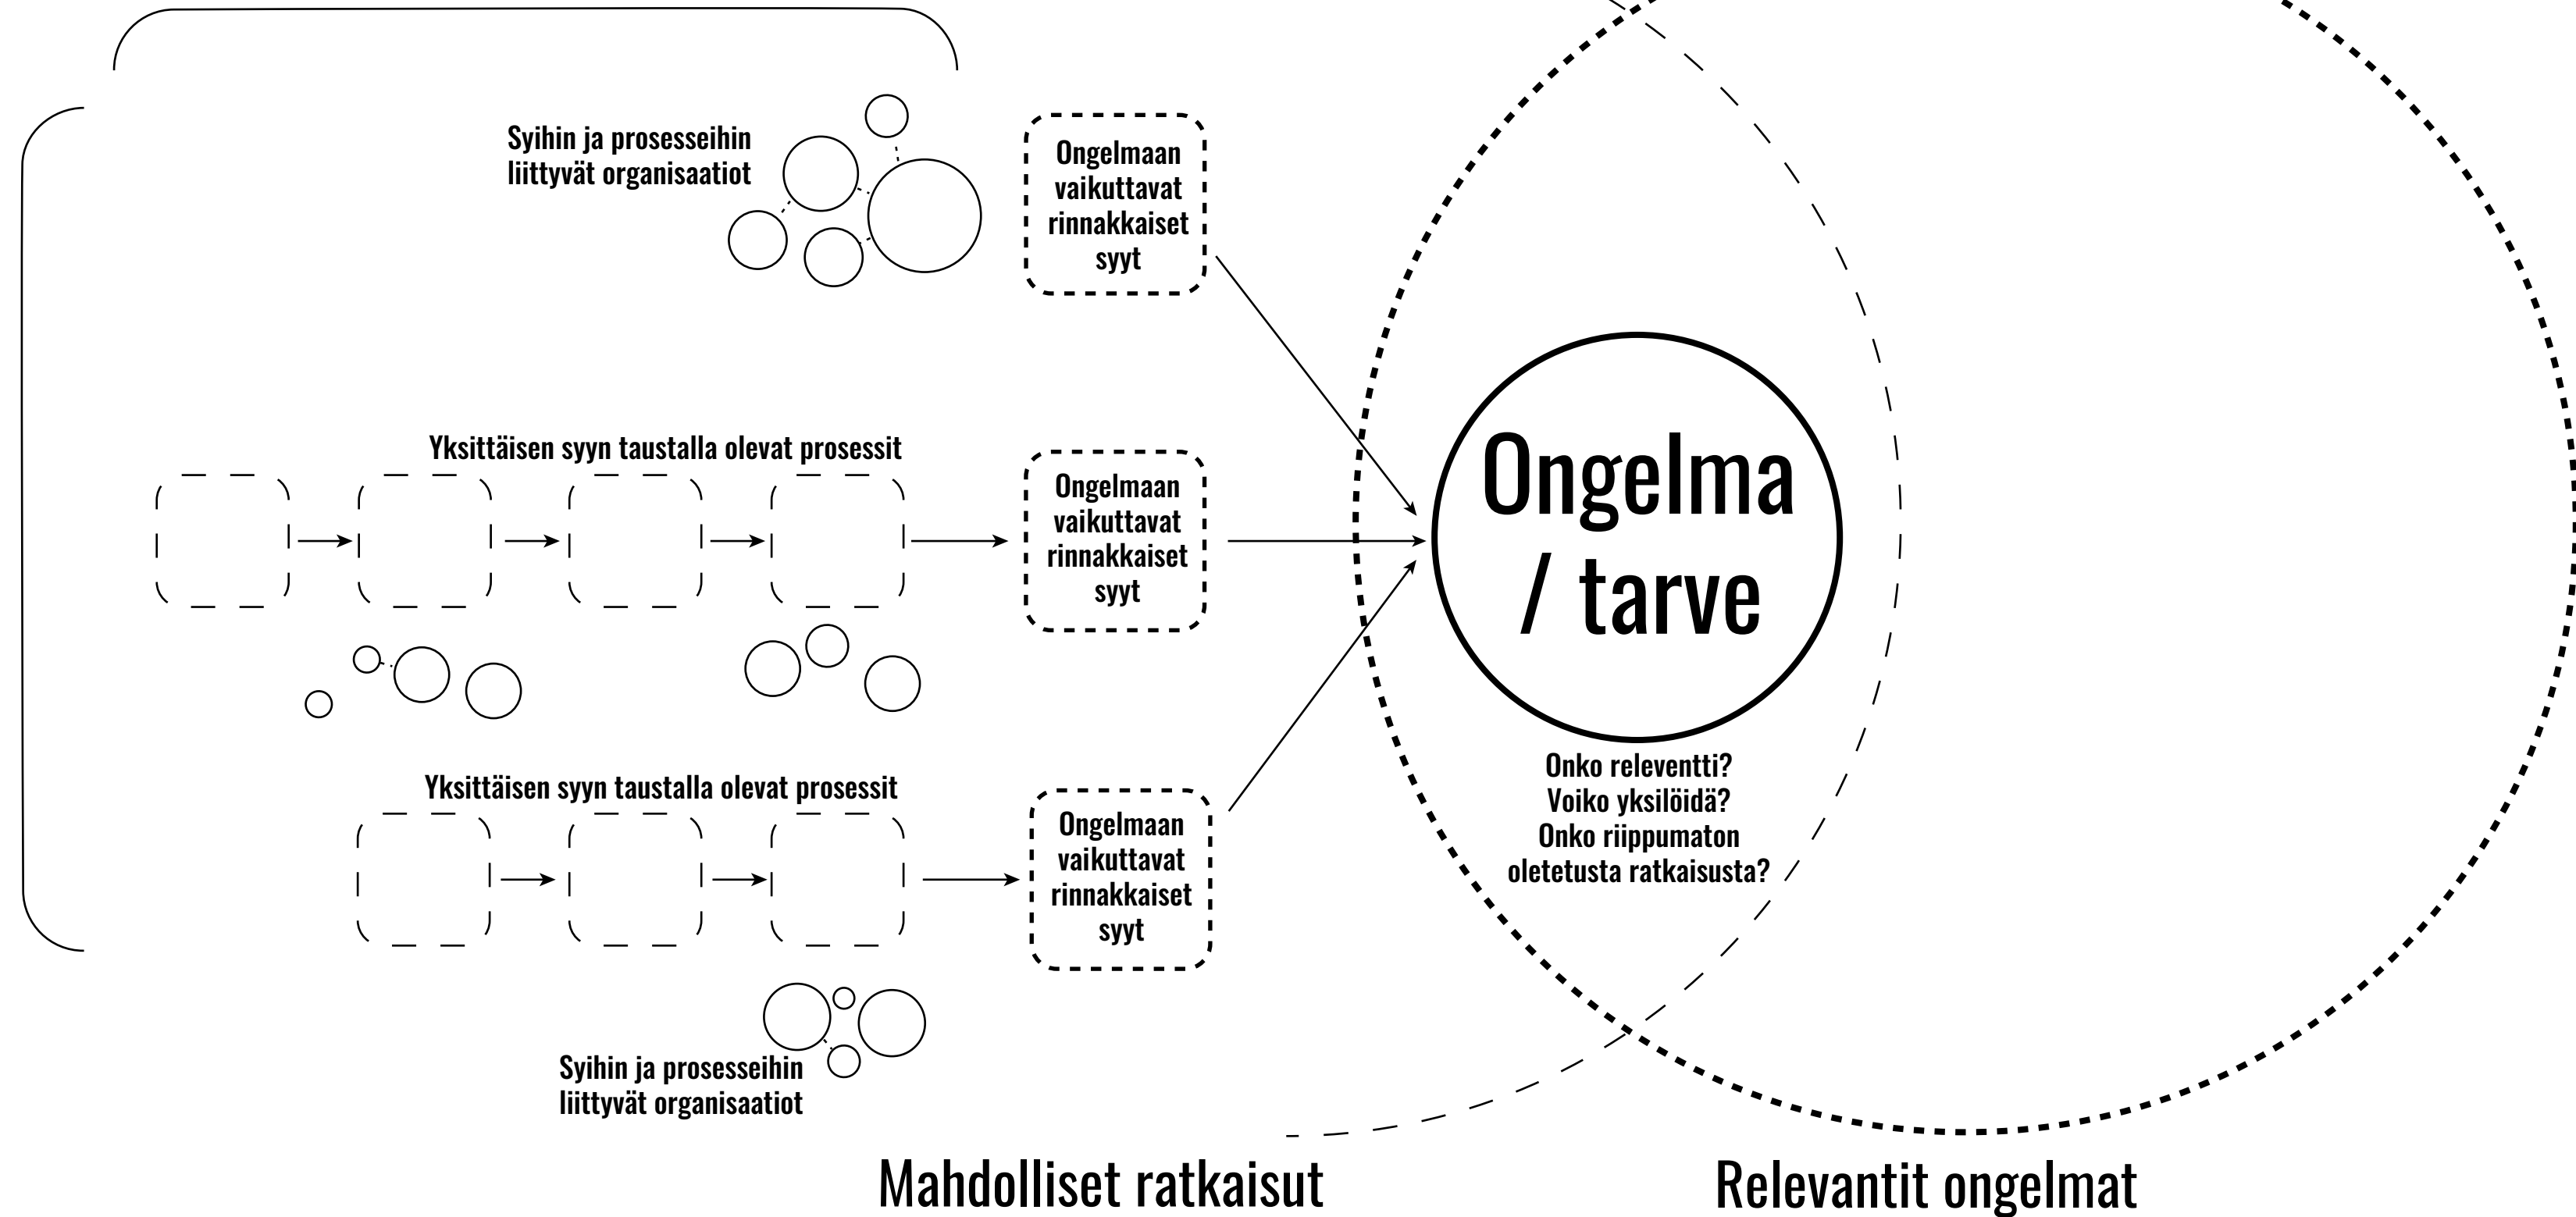 Syihin ja prosesseihin
liittyvät organisaatiot
Ongelmaan
vaikuttavat
rinnakkaiset
syyt
Yksittäisen syyn taustalla olevat prosessit
Ongelmaan
vaikuttavat
rinnakkaiset
syyt
Ongelma
/ tarve
Onko releventti?
Voiko yksilöidä?
Onko riippumaton
oletetusta ratkaisusta?
Yksittäisen syyn taustalla olevat prosessit
Ongelmaan
vaikuttavat
rinnakkaiset
syyt
Syihin ja prosesseihin
liittyvät organisaatiot
Mahdolliset ratkaisut
Relevantit ongelmat